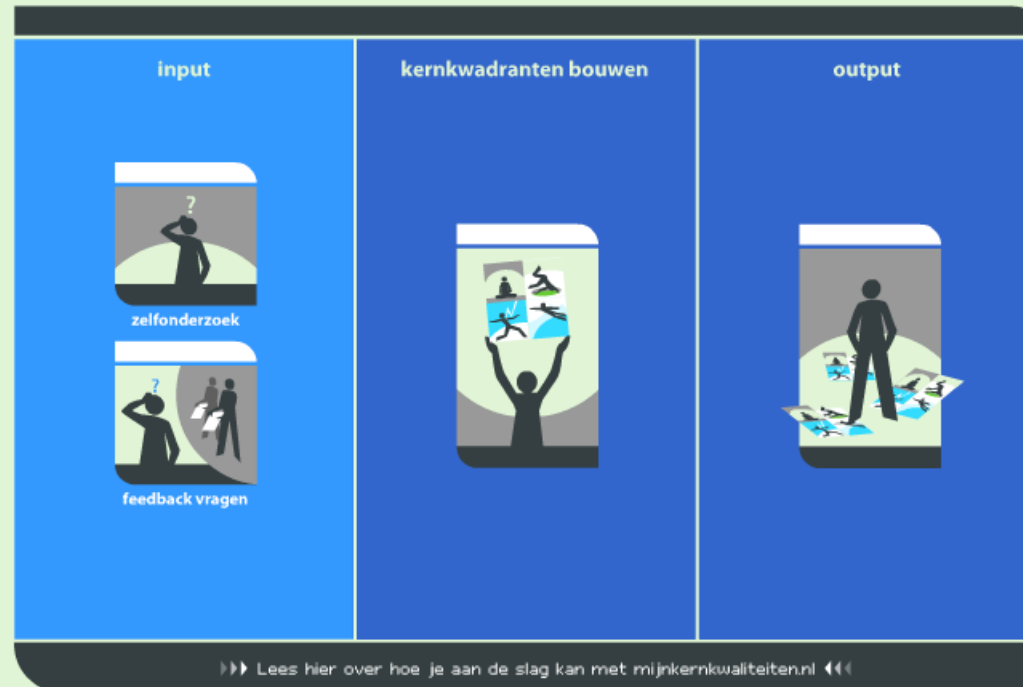 input
zelfonderzoek
?
?
feedback vragen
kernkwadranten bouwen
output
Lees hier over hoe je aan de slag kan met mijnkernkwaliteiten.nl